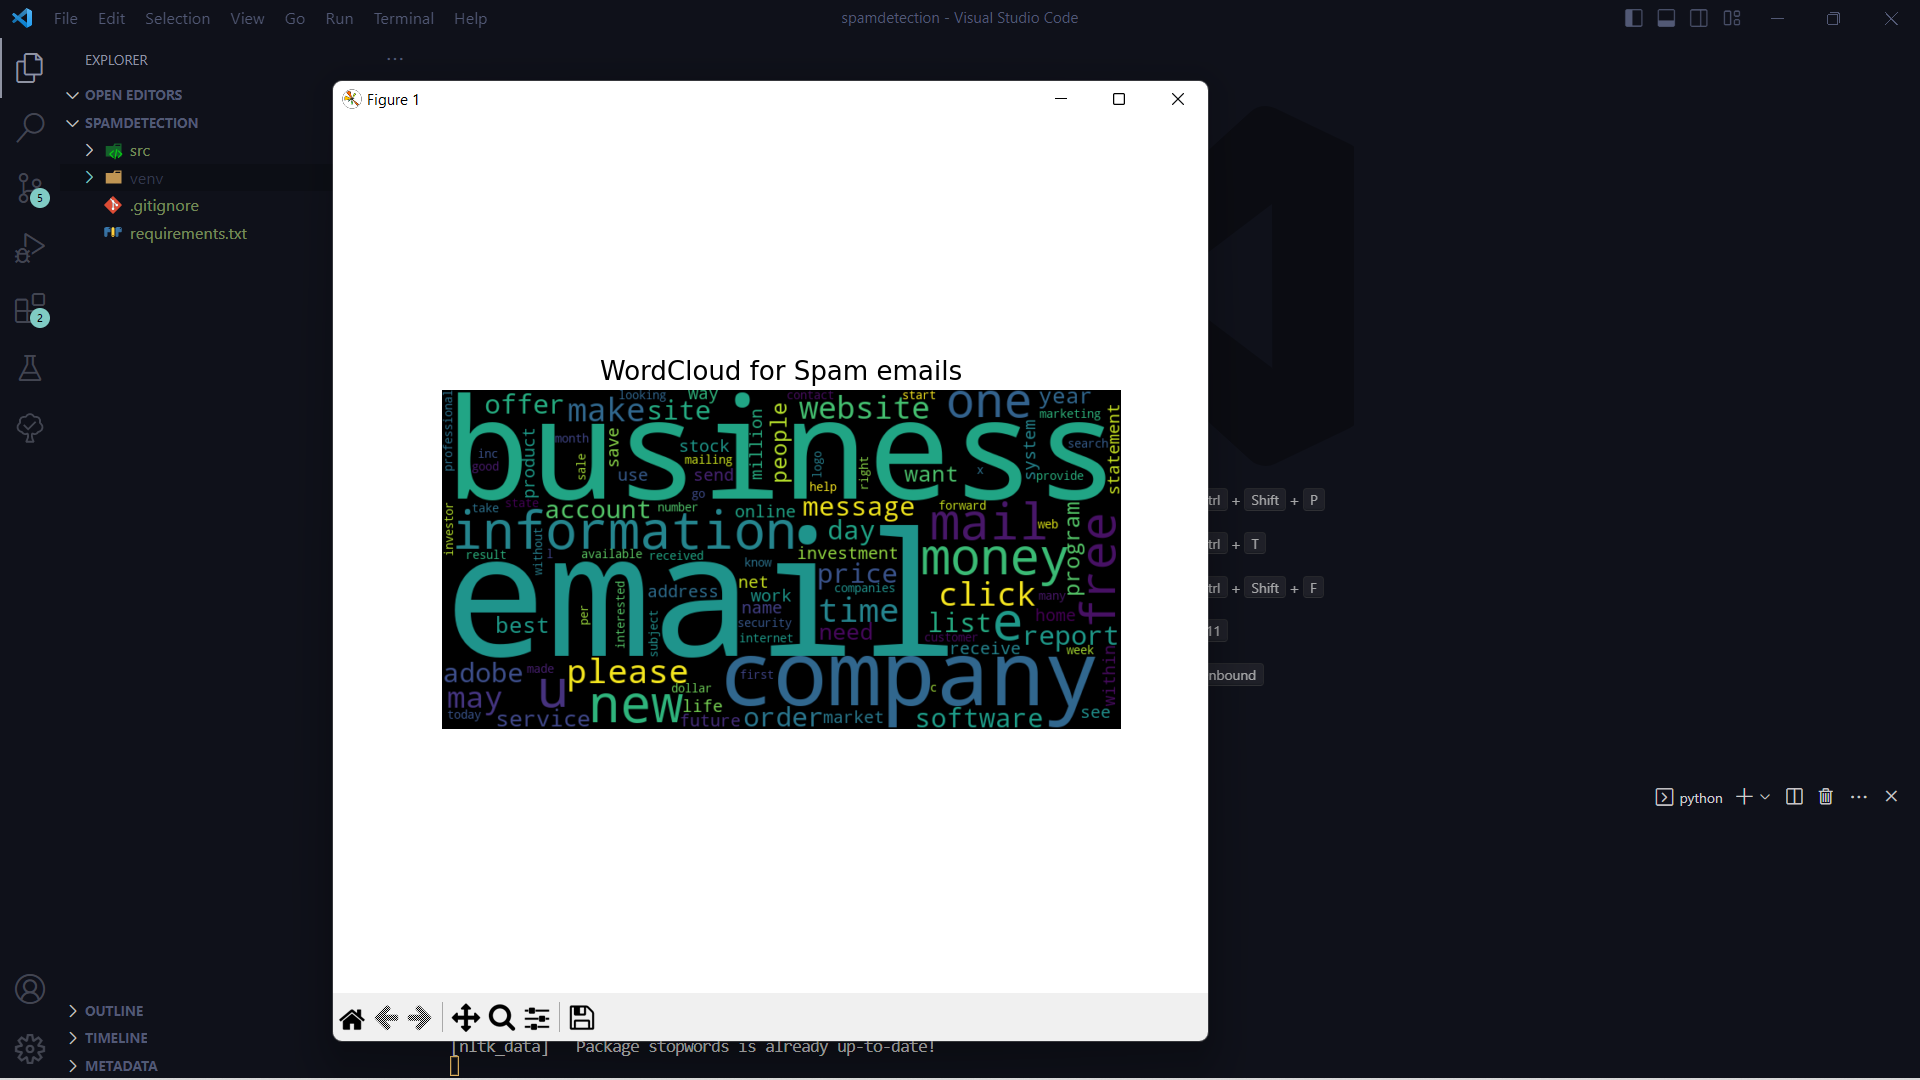 File Edit Selection View Go Run Terminal Help
spamdetection - Visual Studio Code
EXPLORER
OPEN EDITORS
SPAMDETECTION
src
venv
.gitignore
requirements.txt
5
2
Figure 1
WordCloud for Spam emails
professional
looking
way
contact
start
offer
make
site
website
one
year
marketing
business
month
save
product
sale
inc
good
stock
mailing
million
people
logo
right
want
x
system
search
provide
statement
use
send
go
help
take
state
account
number
online
message
forward
mail
web
program
free
investor
information
day
result
without
l
available
received
investment
money
know
price
companies
email
net
work
address
name
security
internet
time
click
many
home
list
e
report
best
per
interested
subject
need
customer
receive
week
within
adobe
made
please
first
company
c
may
u
new
dollar
life
today
service
future
order
market
software
see
trl + Shift + P
trl + T
trl + Shift + F
11
nbound
python
OUTLINE
TIMELINE
METADATA
[nltk_data] Package stopwords is already up-to-date!